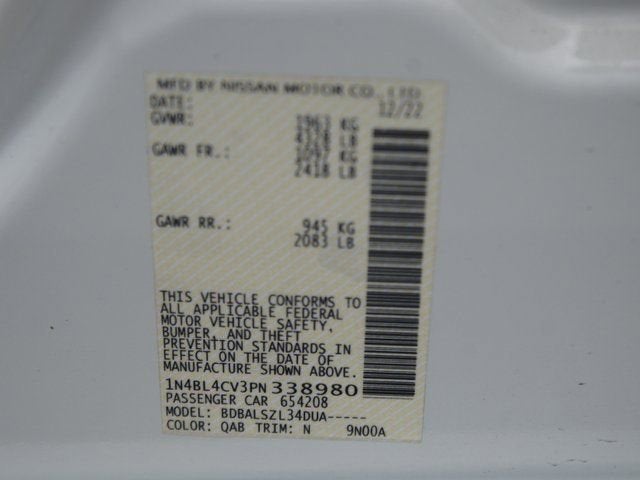 MFD BY NISSAN MOTOR CO., LTD
DATE: 12/22
GVWR: 1963 KG
4328 LB
GAWR FR.: 1097 KG
2418 LB
GAWR RR.: 945 KG
2083 LB
THIS VEHICLE CONFORMS TO
ALL APPLICABLE FEDERAL
MOTOR VEHICLE SAFETY,
BUMPER, AND THEFT
PREVENTION STANDARDS IN
EFFECT ON THE DATE OF
MANUFACTURE SHOWN ABOVE.
1N4BL4CV3PN338980
PASSENGER CAR 654208
MODEL: BDBALSZL34DUA-----
COLOR: QAB TRIM: N 9N00A